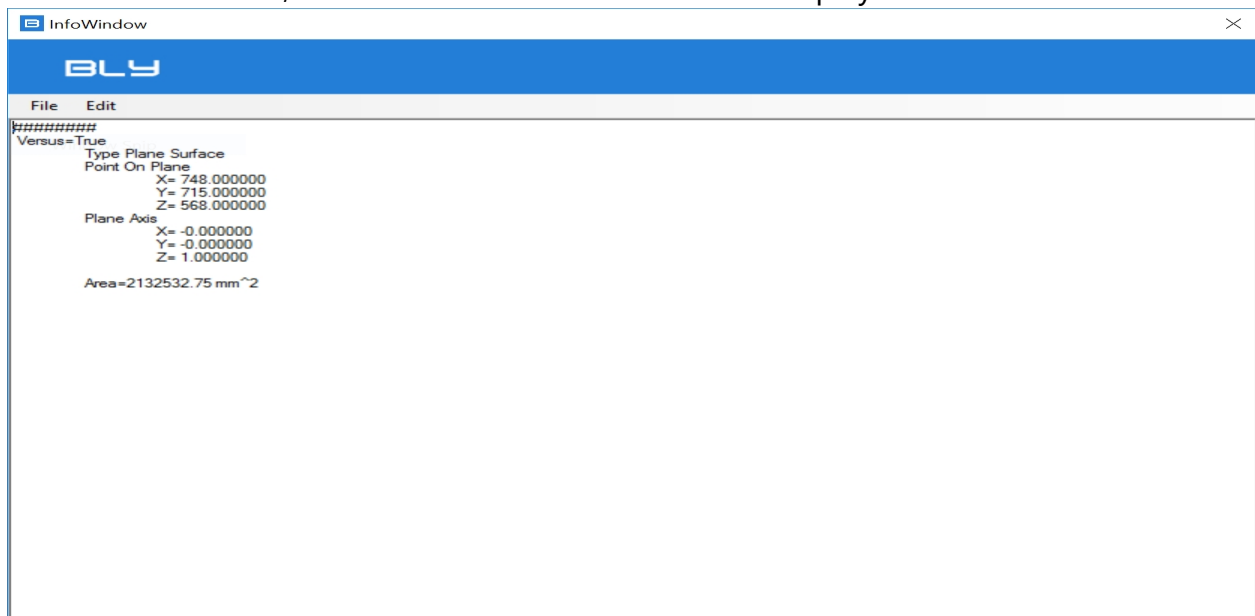 InfoWindow
BLY
File Edit
########
Versus=True
Type Plane Surface
Point On Plane
X= 748.000000
Y= 715.000000
Z= 568.000000
Plane Axis
X= -0.000000
Y= -0.000000
Z= 1.000000
Area=2132532.75 mm^2